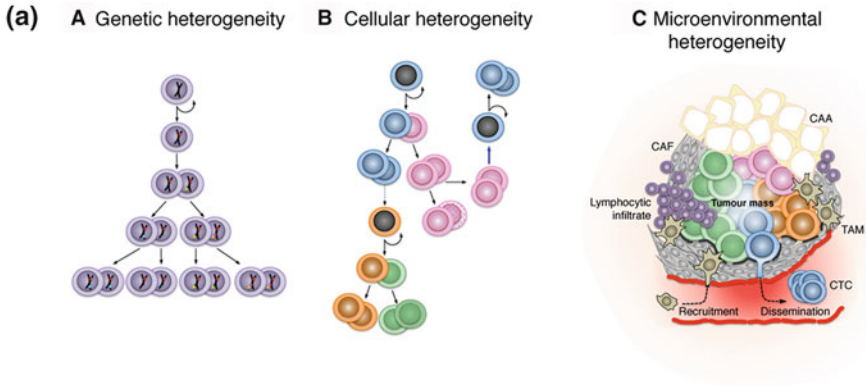 (a)
A Genetic heterogeneity
B Cellular heterogeneity
C Microenvironmental
heterogeneity
CAA
CAF
Lymphocytic
infiltrate
Tumour mass
TAM
CTC
Recruitment
Dissemination